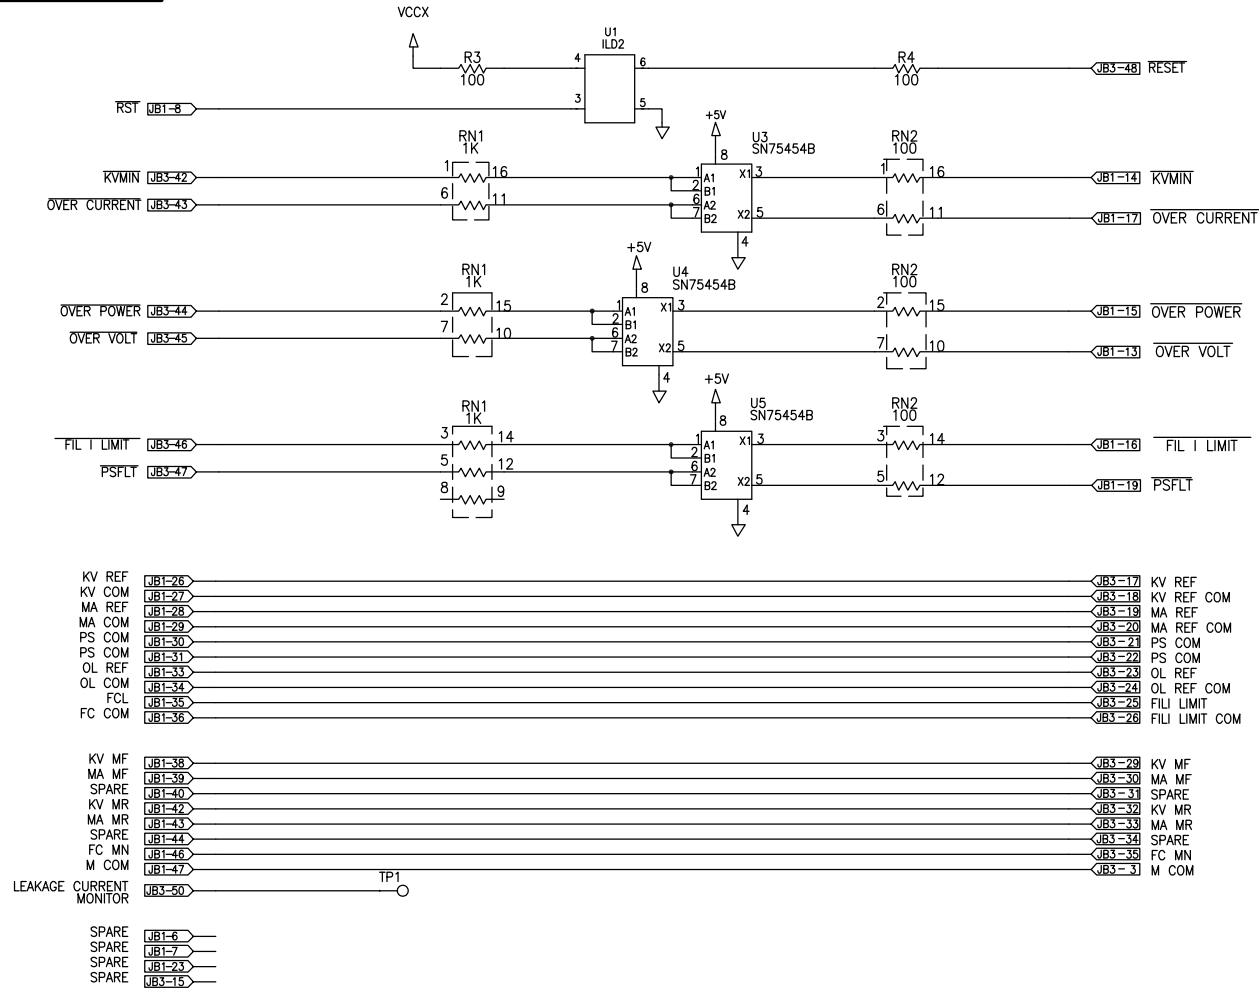 VCCX
U1
ILD2
R3
100
4
6
R4
100
JB3-48
RESET
RST
JB1-8
3
5
+5V
RN1
1K
U3
SN75454B
RN2
100
8
KVMIN
JB3-42
1
16
1
A1
X1
3
1
16
JB1-14
KVMIN
2
B1
OVER CURRENT
JB3-43
6
11
6
A2
7
B2
X2
5
6
11
JB1-17
OVER CURRENT
4
+5V
RN1
1K
U4
SN75454B
RN2
100
8
OVER POWER
JB3-44
2
15
1
A1
X1
3
2
15
JB1-15
OVER POWER
2
B1
OVER VOLT
JB3-45
7
10
6
A2
7
B2
X2
5
7
10
JB1-13
OVER VOLT
4
+5V
RN1
1K
U5
SN75454B
RN2
100
8
FIL I LIMIT
JB3-46
3
14
1
A1
X1
3
3
14
JB1-16
FIL I LIMIT
2
B1
PSFLT
JB3-47
5
12
6
A2
7
B2
X2
5
5
12
JB1-19
PSFLT
8
9
4
KV REF JB1-26 JB3-17 KV REF
KV COM JB1-27 JB3-18 KV REF COM
MA REF JB1-28 JB3-19 MA REF
MA COM JB1-29 JB3-20 MA REF COM
PS COM JB1-30 JB3-21 PS COM
PS COM JB1-31 JB3-22 PS COM
OL REF JB1-33 JB3-23 OL REF
OL COM JB1-34 JB3-24 OL REF COM
FCL JB1-35 JB3-25 FILI LIMIT
FC COM JB1-36 JB3-26 FILI LIMIT COM
KV MF JB1-38 JB3-29 KV MF
MA MF JB1-39 JB3-30 MA MF
SPARE JB1-40 JB3-31 SPARE
KV MR JB1-42 JB3-32 KV MR
MA MR JB1-43 JB3-33 MA MR
SPARE JB1-44 JB3-34 SPARE
FC MN JB1-46 JB3-35 FC MN
M COM JB1-47 JB3-3 M COM
TP1
LEAKAGE CURRENT
MONITOR
JB3-50
SPARE JB1-6
SPARE JB1-7
SPARE JB1-23
SPARE JB3-15